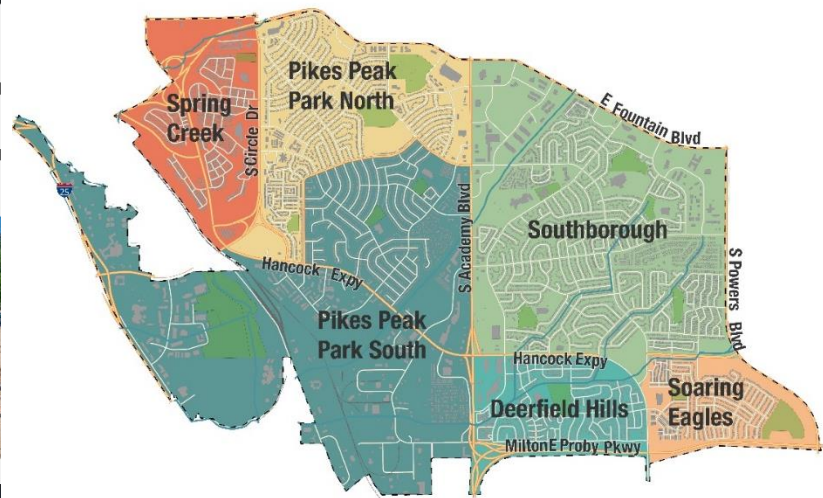 Pikes Peak
Park North
Spring
Creek
S Circle Dr
E Fountain Blvd
25
S Academy Blvd
Southborough
S Powers Blvd
Hancock Expy
Pikes Peak
Park South
Hancock Expy
Soaring
Eagles
Deerfield Hills
Milton E Proby Pkwy